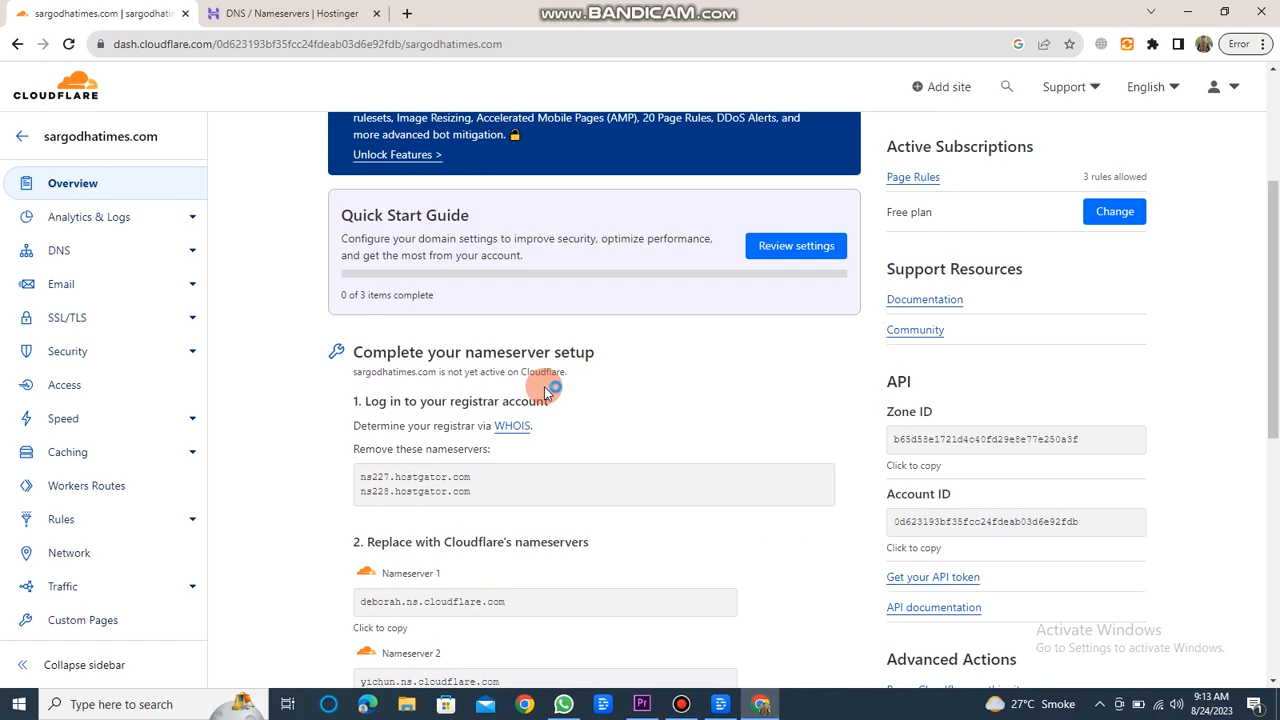 sargodhatimes.com | sargodhatimes
DNS / Nameservers | Hostinger
www.BANDICAM.com
dash.cloudflare.com/0d623193bf35fcc24fdeab03d6e92fdb/sargodhatimes.com
Error
CLOUDFLARE
Add site
Support
English
sargodhatimes.com
Overview
Analytics & Logs
DNS
Email
SSL/TLS
Security
Access
Speed
Caching
Workers Routes
Rules
Network
Traffic
Custom Pages
Collapse sidebar
rulesets, Image Resizing, Accelerated Mobile Pages (AMP), 20 Page Rules, DDoS Alerts, and
more advanced bot mitigation.
Unlock Features >
Quick Start Guide
Configure your domain settings to improve security, optimize performance,
and get the most from your account.
Review settings
0 of 3 items complete
Complete your nameserver setup
sargodhatimes.com is not yet active on Cloudflare.
1. Log in to your registrar account
Determine your registrar via WHOIS.
Remove these nameservers:
ns227.hostgator.com
ns228.hostgator.com
2. Replace with Cloudflare's nameservers
Nameserver 1
deborah.ns.cloudflare.com
Click to copy
Nameserver 2
yichun.ns.cloudflare.com
Active Subscriptions
Page Rules
3 rules allowed
Free plan
Change
Support Resources
Documentation
Community
API
Zone ID
b65d58e1721d4c40fd29e8e77e250a3f
Click to copy
Account ID
0d623193bf35fcc24fdeab03d6e92fdb
Click to copy
Get your API token
API documentation
Advanced Actions
Activate Windows
Go to Settings to activate Windows.
Type here to search
27°C Smoke
9:13 AM
8/24/2023